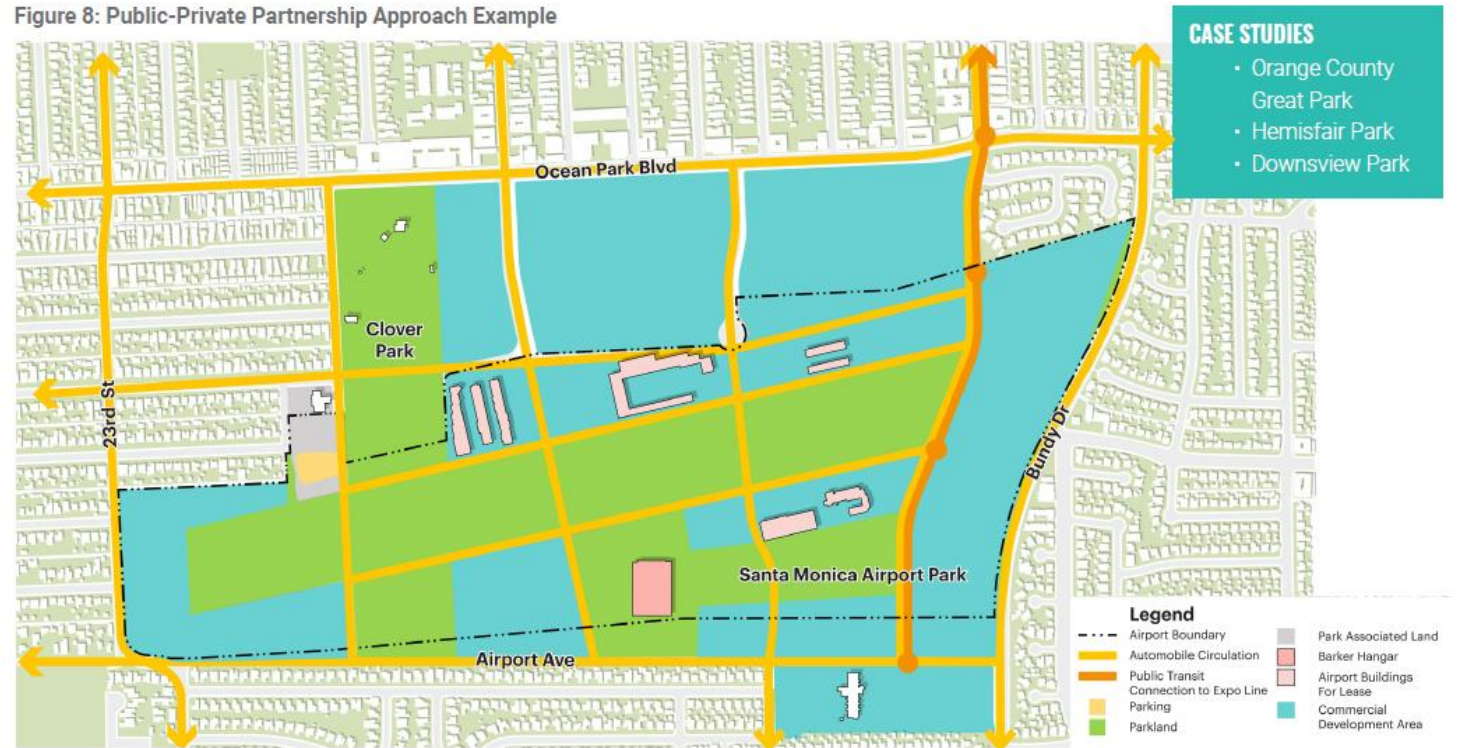 Figure 8: Public-Private Partnership Approach Example
CASE STUDIES
• Orange County
Great Park
• Hemisfair Park
• Downsview Park
Ocean Park Blvd
Clover
Park
23rd St
Bundy Dr
Santa Monica Airport Park
Airport Ave
Legend
Airport Boundary
Automobile Circulation
Public Transit
Connection to Expo Line
Parking
Parkland
Park Associated Land
Barker Hangar
Airport Buildings
For Lease
Commercial
Development Area